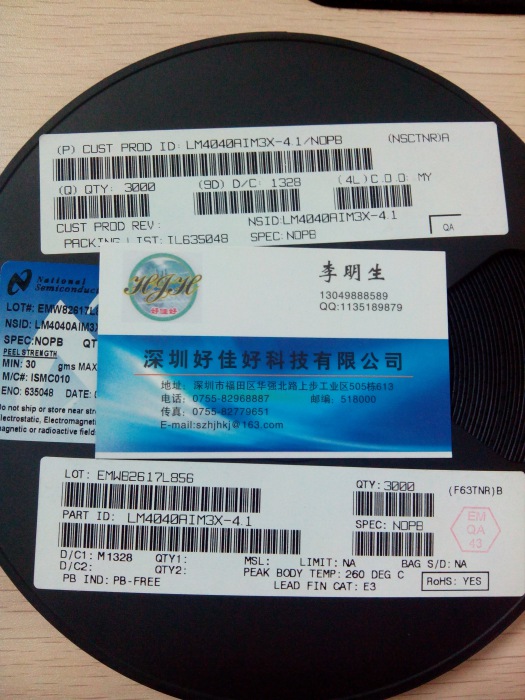 (P) CUST PROD ID: LM4040AIM3X-4.1/NOPB (NSCTNR)A
(Q) QTY: 3000 (9D) D/C: 1328 (4L) C.O.O: MY
CUST PROD REV: NSID:LM4040AIM3X-4.1
PACKING LIST: IL635048 SPEC:NOPB QA
National
Semiconduc
LOT#: EMW82617L
NSID: LM4040AIM3
SPEC:NOPB QT
PEEL STRENGTH
MIN: 30 gms MAX
M/C#: ISMC010
ENO: 635048 DATE:
Do not ship or store near
electrostatic, Electromagnet
magnetic or radioactive fields
HJH
好佳好
李明生
13049888589
QQ:1135189879
深圳好佳好科技有限公司
地址: 深圳市福田区华强北路上步工业区505栋613
电话: 0755-82968887 邮编: 518000
传真: 0755-82779651
E-mail:szhjhkj@163.com
LOT: EMW82617L856 QTY: 3000 (F63TNR)B
PART ID: LM4040AIM3X-4.1 SPEC: NOPB
EM
QA
43
D/C1: M1328 QTY1: MSL: LIMIT: NA BAG S/D: NA
D/C2: QTY2: PEAK BODY TEMP: 260 DEG C RoHS: YES
PB IND: PB-FREE LEAD FIN CAT: E3